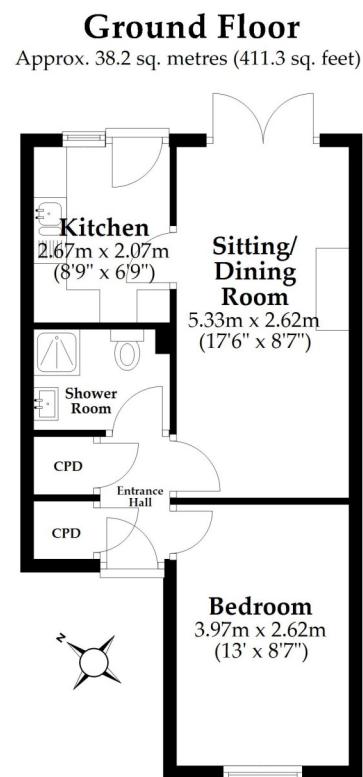 Ground Floor
Approx. 38.2 sq. metres (411.3 sq. feet)
Kitchen
2.67m x 2.07m
(8'9" x 6'9")
Sitting/
Dining
Room
5.33m x 2.62m
(17'6" x 8'7")
Shower
Room
CPD
Entrance
Hall
CPD
Bedroom
3.97m x 2.62m
(13' x 8'7")
N